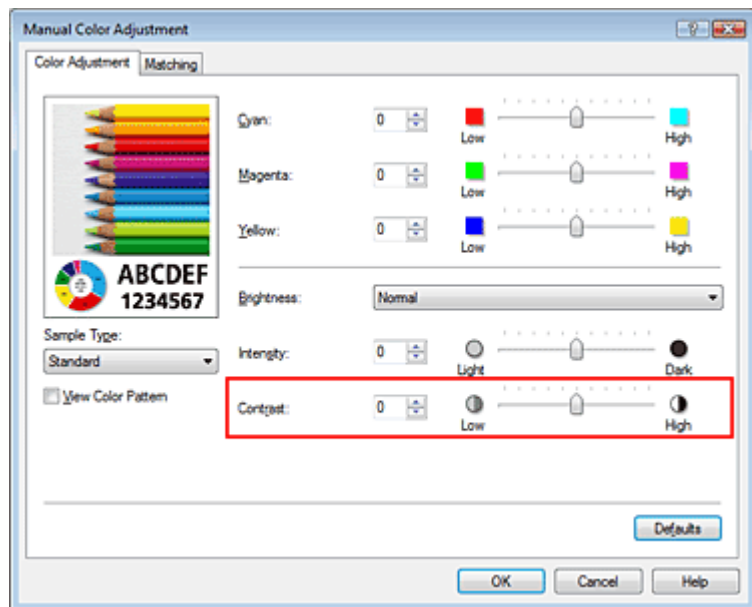 Manual Color Adjustment
Color Adjustment
Matching
Cyan: 0
Low High
Magenta: 0
Low High
Yellow: 0
Low High
ABCDEF
1234567
Brightness: Normal
Sample Type:
Standard
Intensity: 0
Light Dark
View Color Pattern
Contrast: 0
Low High
Defaults
OK Cancel Help